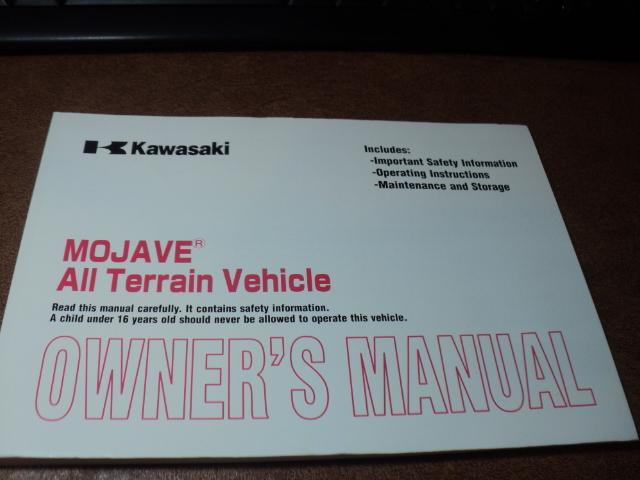 Kawasaki
Includes:
-Important Safety Information
-Operating Instructions
-Maintenance and Storage
MOJAVE®
All Terrain Vehicle
Read this manual carefully. It contains safety information.
A child under 16 years old should never be allowed to operate this vehicle.
OWNER'S MANUAL